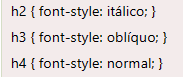 h2 { font-style: itálico; }
h3 { font-style: oblíquo; }
h4 { font-style: normal; }